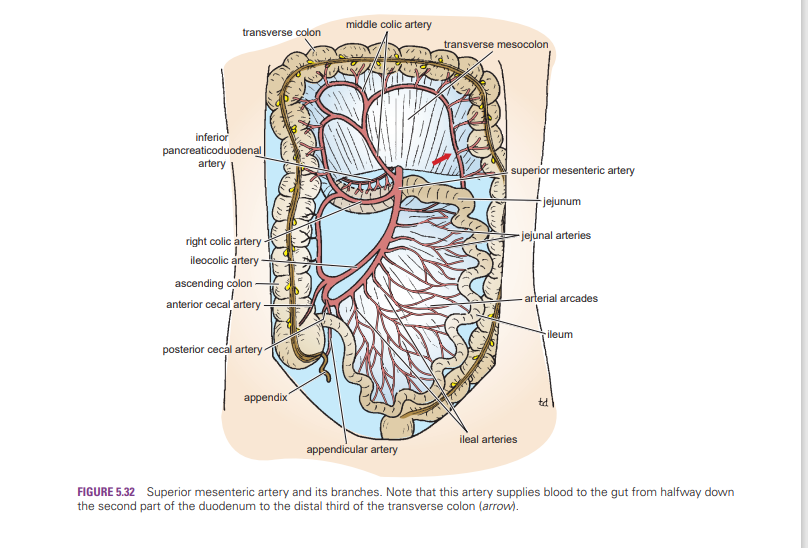 middle colic artery
transverse colon
transverse mesocolon
inferior
pancreaticoduodenal
artery
superior mesenteric artery
jejunum
jejunal arteries
right colic artery
ileocolic artery
ascending colon
anterior cecal artery
arterial arcades
ileum
posterior cecal artery
appendix
td
ileal arteries
appendicular artery
FIGURE 5.32 Superior mesenteric artery and its branches. Note that this artery supplies blood to the gut from halfway down
the second part of the duodenum to the distal third of the transverse colon (arrow).